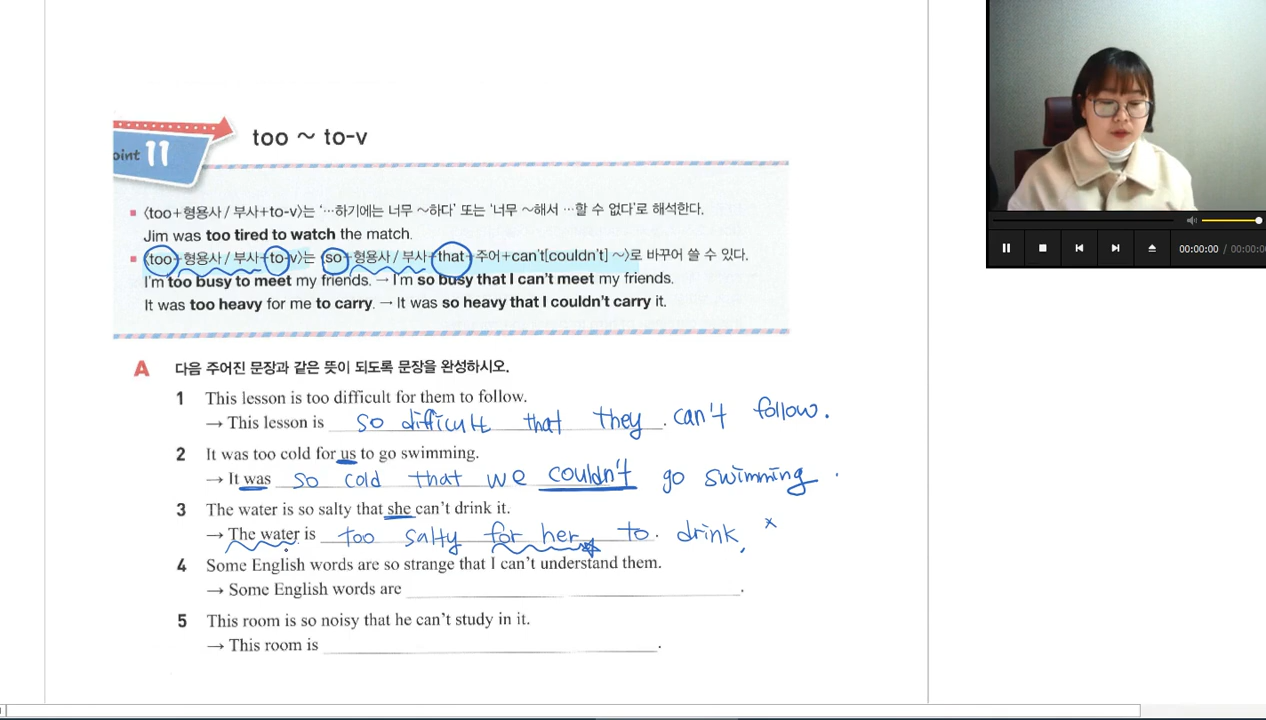 oint 11
too ~ to-v
〈too+형용사 / 부사+to-v〉는 '…하기에는 너무 ~하다' 또는 '너무 ~해서 …할 수 없다'로 해석한다.
Jim was too tired to watch the match.
〈too+형용사 / 부사+to-v〉는 〈so+형용사 / 부사+that+주어+can't[couldn't] ~〉로 바꾸어 쓸 수 있다.
I'm too busy to meet my friends. → I'm so busy that I can't meet my friends.
It was too heavy for me to carry. → It was so heavy that I couldn't carry it.
A 다음 주어진 문장과 같은 뜻이 되도록 문장을 완성하시오.
1 This lesson is too difficult for them to follow.
→ This lesson is so difficult that they can't follow.
2 It was too cold for us to go swimming.
→ It was so cold that we couldn't go swimming.
3 The water is so salty that she can't drink it.
→ The water is too salty for her to drink.
4 Some English words are so strange that I can't understand them.
→ Some English words are .
5 This room is so noisy that he can't study in it.
→ This room is .
00:00:00 / 00:00:0